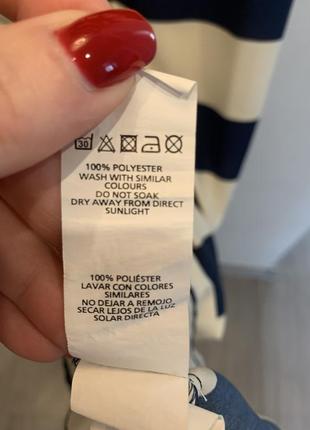 30
100% POLYESTER
WASH WITH SIMILAR
COLOURS
DO NOT SOAK
DRY AWAY FROM DIRECT
SUNLIGHT
100% POLIÉSTER
LAVAR CON COLORES
SIMILARES
NO DEJAR A REMOJO
SECAR LEJOS DE LA LUZ
SOLAR DIRECTA